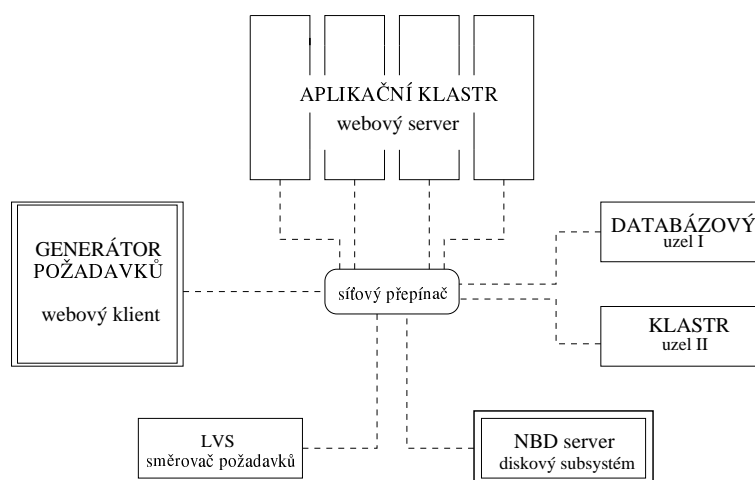 APLIKAČNÍ KLASTR
webový server
GENERÁTOR
POŽADAVKŮ
webový klient
síťový přepínač
DATABÁZOVÝ
uzel I
KLASTR
uzel II
LVS
směrovač požadavků
NBD server
diskový subsystém